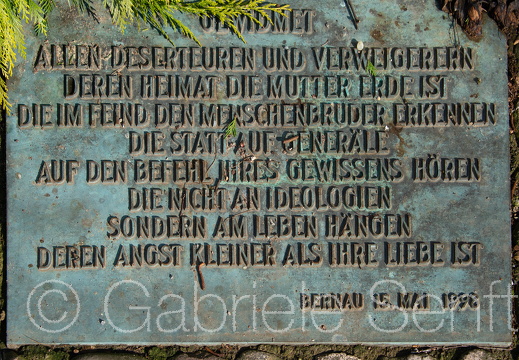 GEWIDMET
ALLEN DESERTEUREN UND VERWEIGERERN
DEREN HEIMAT DIE MUTTER ERDE IST
DIE IM FEIND DEN MENSCHENBRUDER ERKENNEN
DIE STATT AUF GENERÄLE
AUF DEN BEFEHL IHRES GEWISSENS HÖREN
DIE NICHT AN IDEOLOGIEN
SONDERN AM LEBEN HÄNGEN
DEREN ANGST KLEINER ALS IHRE LIEBE IST
BERNAU 15. MAI
© Gabriele Senft